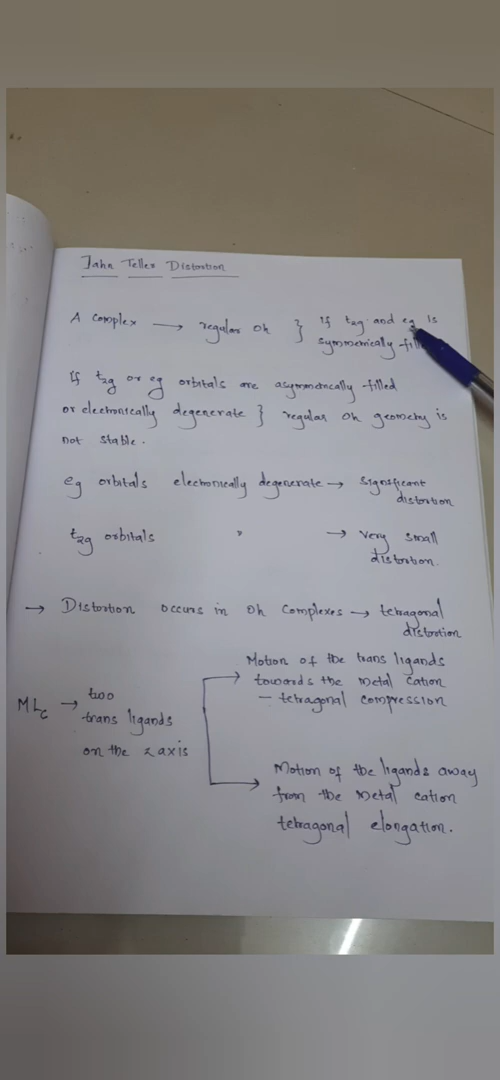 Jahn Teller Distortion
A complex → regular Oh } If t2g and eg is
symmetrically fill
If t2g or eg orbitals are asymmetrically filled
or electronically degenerate } regular Oh geometry is
not stable.
eg orbitals electronically degenerate → significant
distortion
t2g orbitals " → very small
distortion.
→ Distortion occurs in Oh complexes → tetragonal
distortion
Motion of the trans ligands
towards the metal cation
- tetragonal compression
ML6 → two
trans ligands
on the z axis
Motion of the ligands away
from the metal cation
tetragonal elongation.